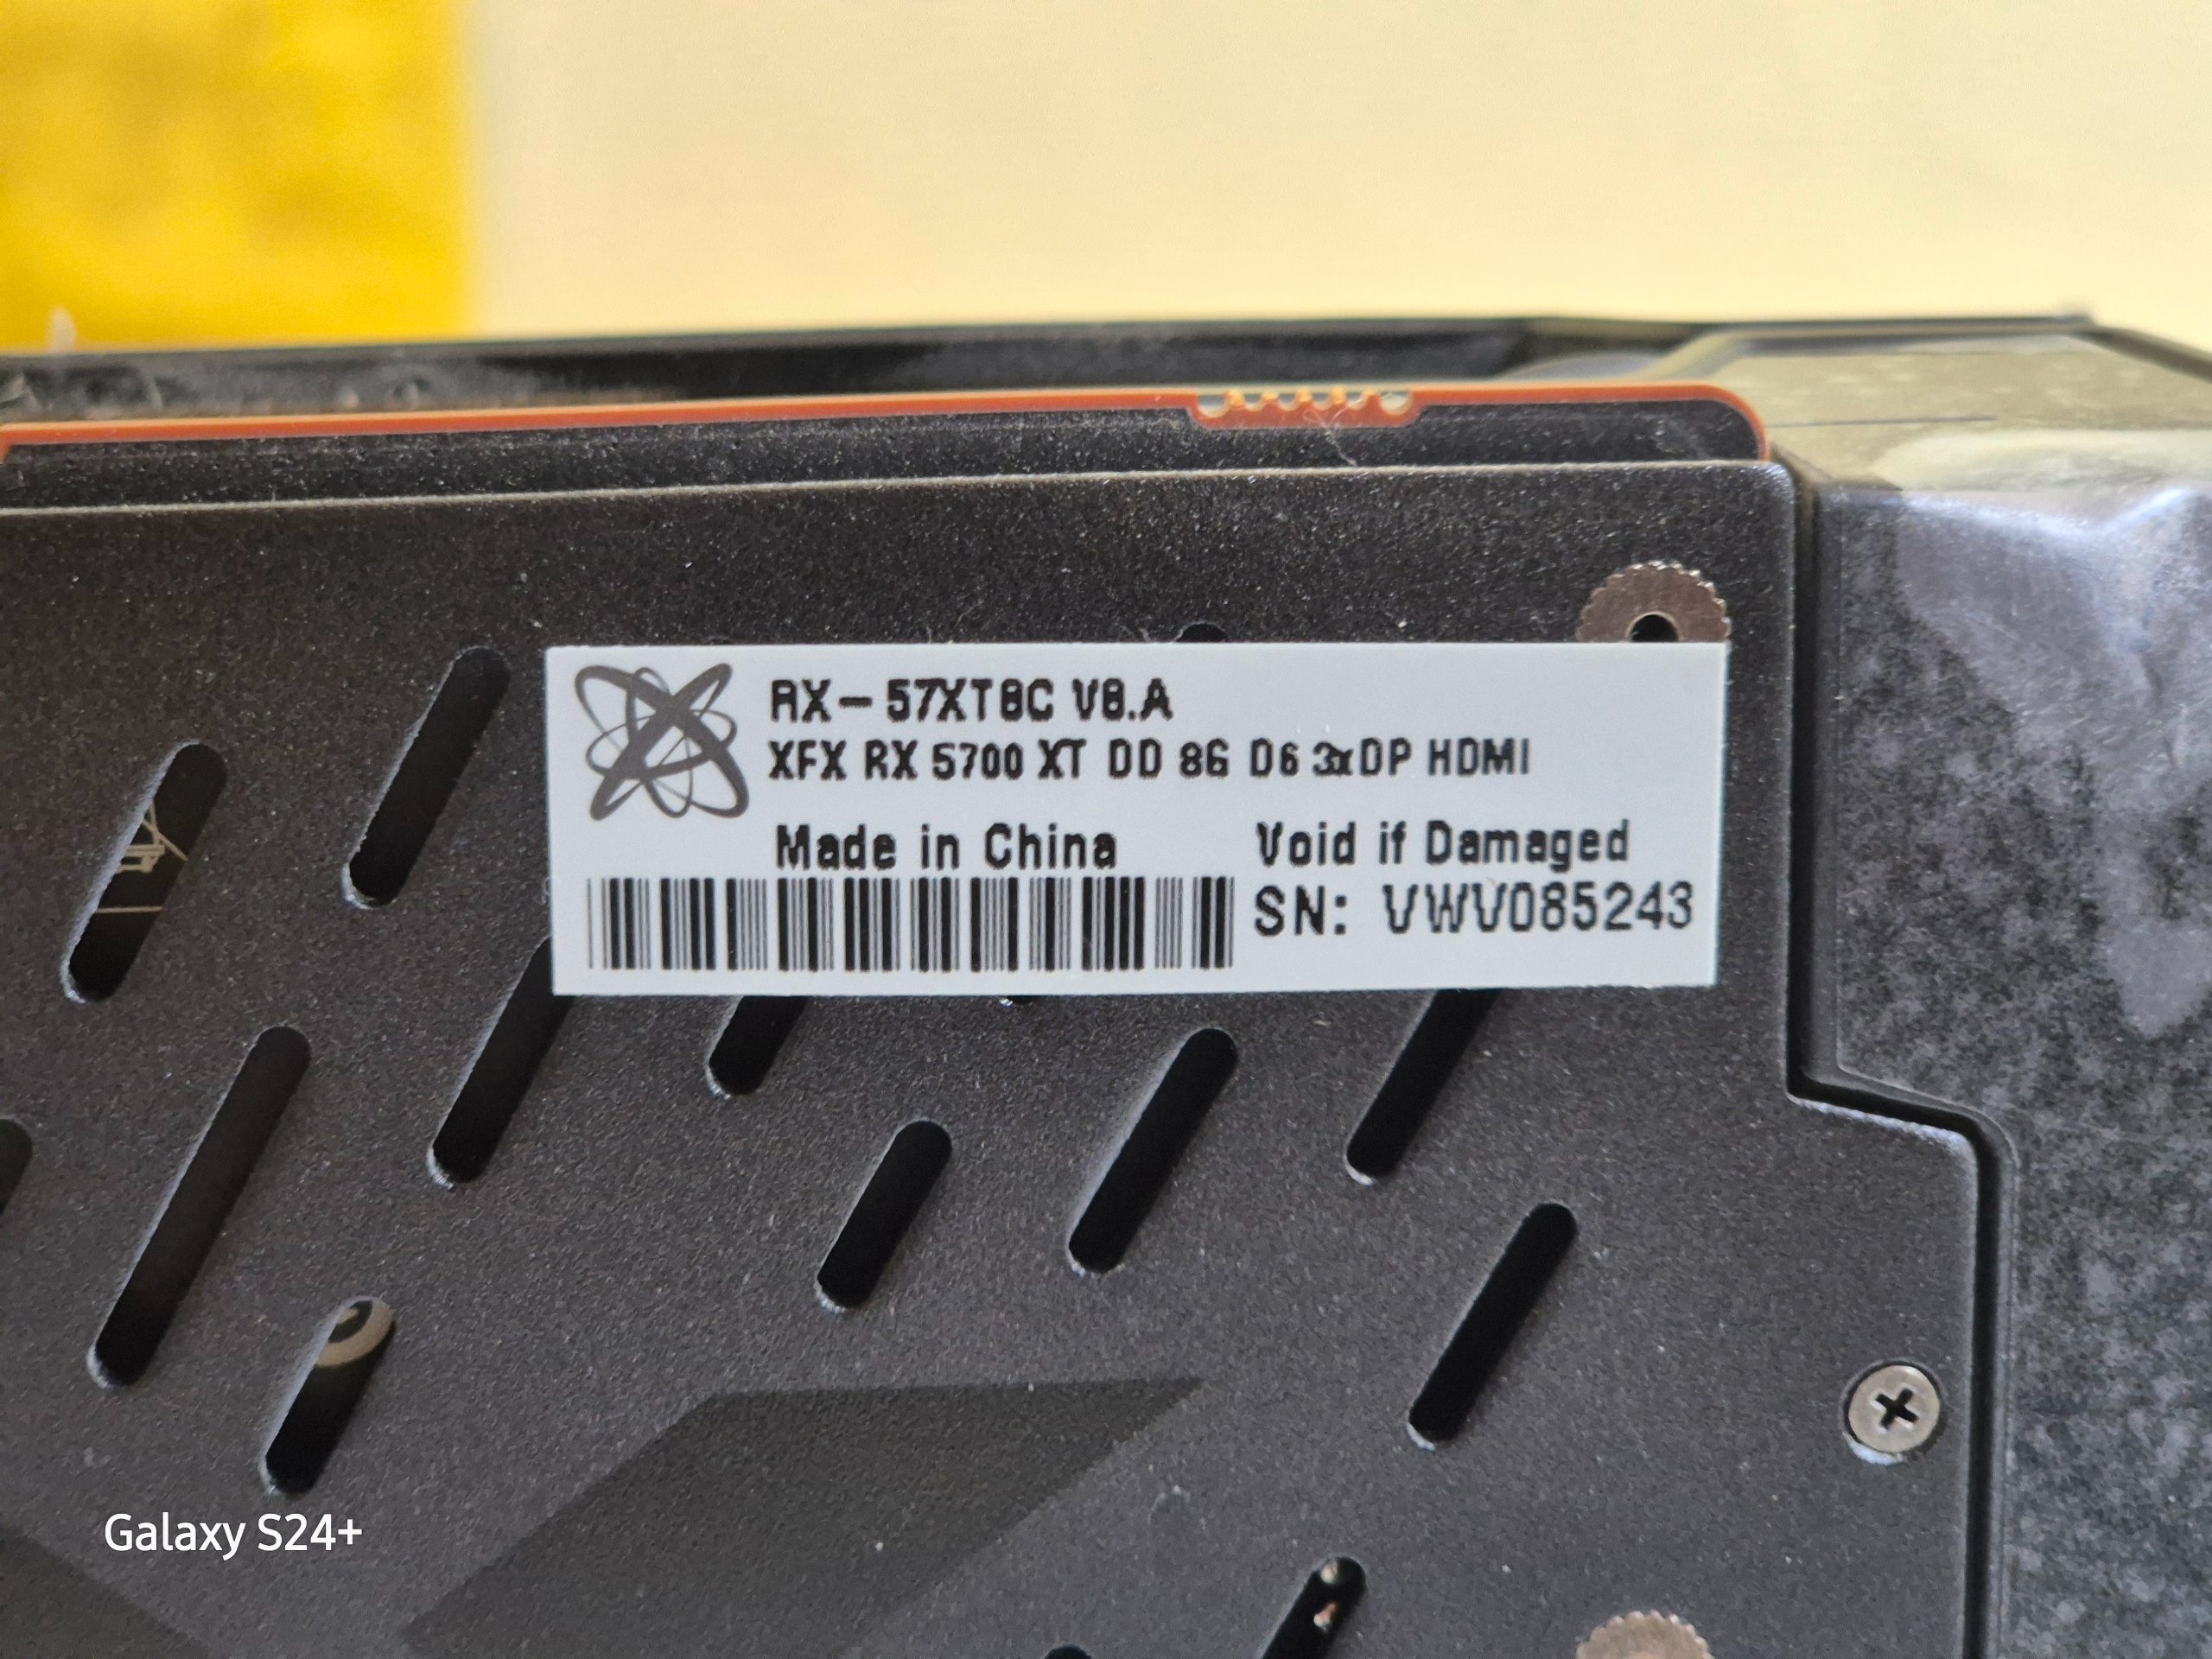 RX-57XT8C V8.A
XFX RX 5700 XT DD 8G D6 3xDP HDMI
Made in China Void if Damaged
SN: VWV085243
Galaxy S24+